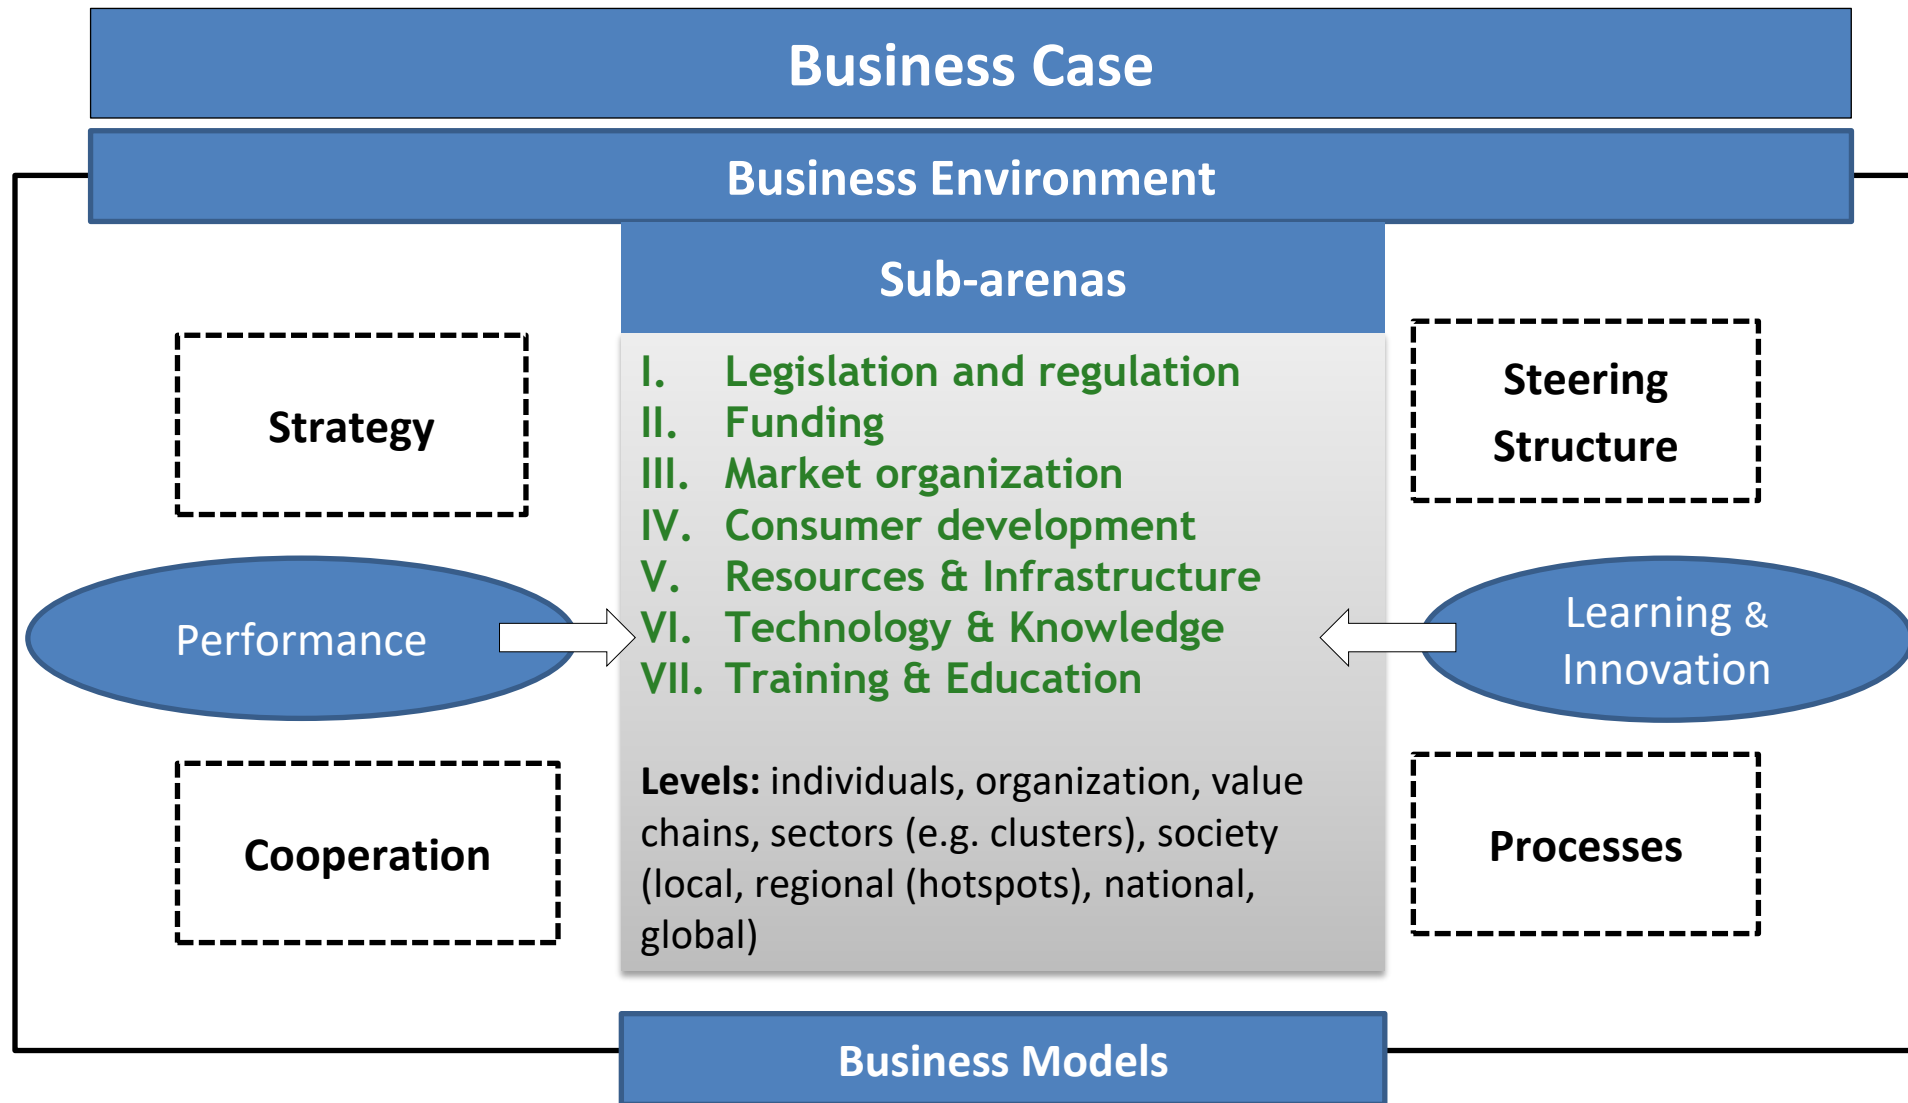 Business Case
Business Environment
Sub-arenas
Strategy
Performance
Cooperation
I. Legislation and regulation
II. Funding
III. Market organization
IV. Consumer development
V. Resources & Infrastructure
VI. Technology & Knowledge
VII. Training & Education
Levels: individuals, organization, value
chains, sectors (e.g. clusters), society
(local, regional (hotspots), national,
global)
Steering
Structure
Learning &
Innovation
Processes
Business Models